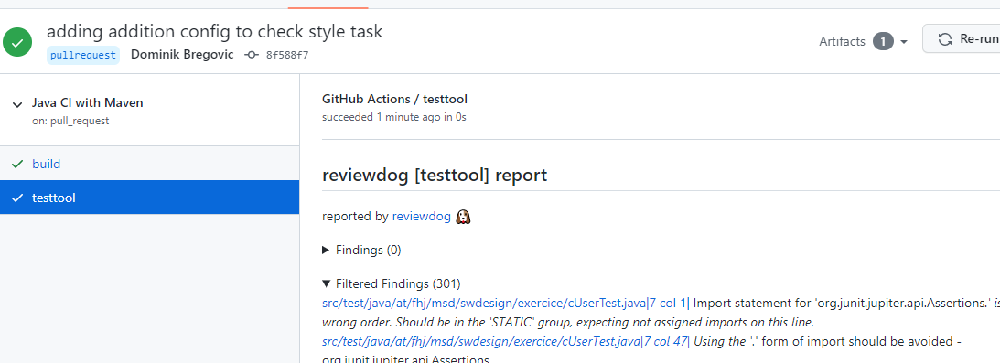 adding addition config to check style task
pullrequest Dominik Bregovic 8f588f7
Artifacts 1
Re-run
Java CI with Maven
on: pull_request
build
testtool
GitHub Actions / testtool
succeeded 1 minute ago in 0s
reviewdog [testtool] report
reported by reviewdog
Findings (0)
Filtered Findings (301)
src/test/java/at/fhj/msd/swdesign/exercice/cUserTest.java|7 col 1| Import statement for 'org.junit.jupiter.api.Assertions.' is
wrong order. Should be in the 'STATIC' group, expecting not assigned imports on this line.
src/test/java/at/fhj/msd/swdesign/exercice/cUserTest.java|7 col 47| Using the '.' form of import should be avoided -
org.junit.jupiter.api.Assertions.